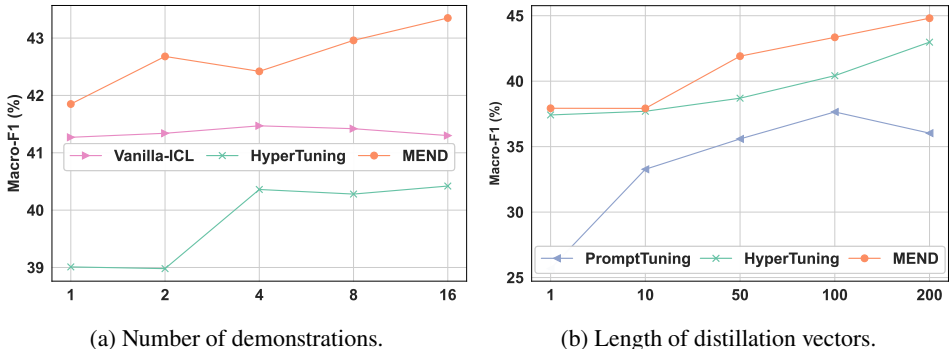 Macro-F1 (%)
43
42
41
40
39
Vanilla-ICL HyperTuning MEND
1 2 4 8 16
(a) Number of demonstrations.
Macro-F1 (%)
45
40
35
30
25
PromptTuning HyperTuning MEND
1 10 50 100 200
(b) Length of distillation vectors.